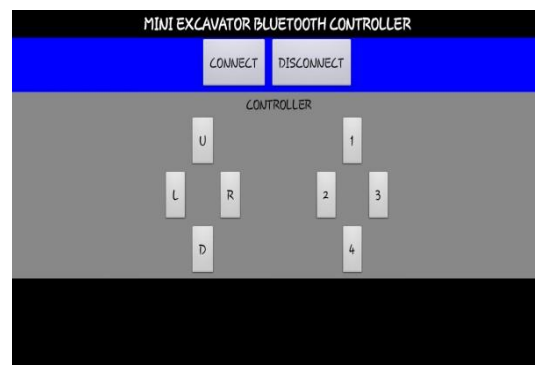 MINI EXCAVATOR BLUETOOTH CONTROLLER
CONNECT DISCONNECT
CONTROLLER
U 1
L R 2 3
D 4